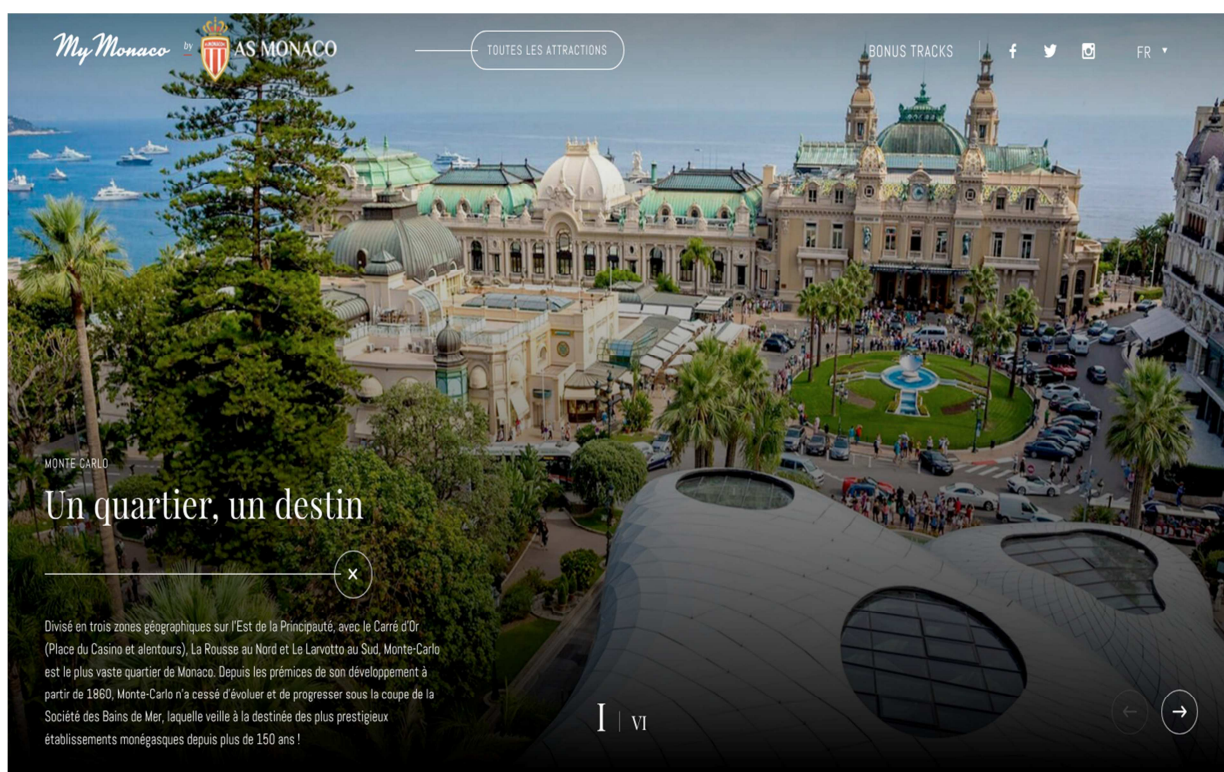 My Monaco by AS MONACO
TOUTES LES ATTRACTIONS
BONUS TRACKS
FR
MONTE CARLO
Un quartier, un destin
Divisé en trois zones géographiques sur l'Est de la Principauté, avec le Carré d'Or
(Place du Casino et alentours), La Rousse au Nord et Le Larvotto au Sud, Monte-Carlo
est le plus vaste quartier de Monaco. Depuis les prémices de son développement à
partir de 1860, Monte-Carlo n'a cessé d'évoluer et de progresser sous la coupe de la
Société des Bains de Mer, laquelle veille à la destinée des plus prestigieux
établissements monégasques depuis plus de 150 ans !
I | VI